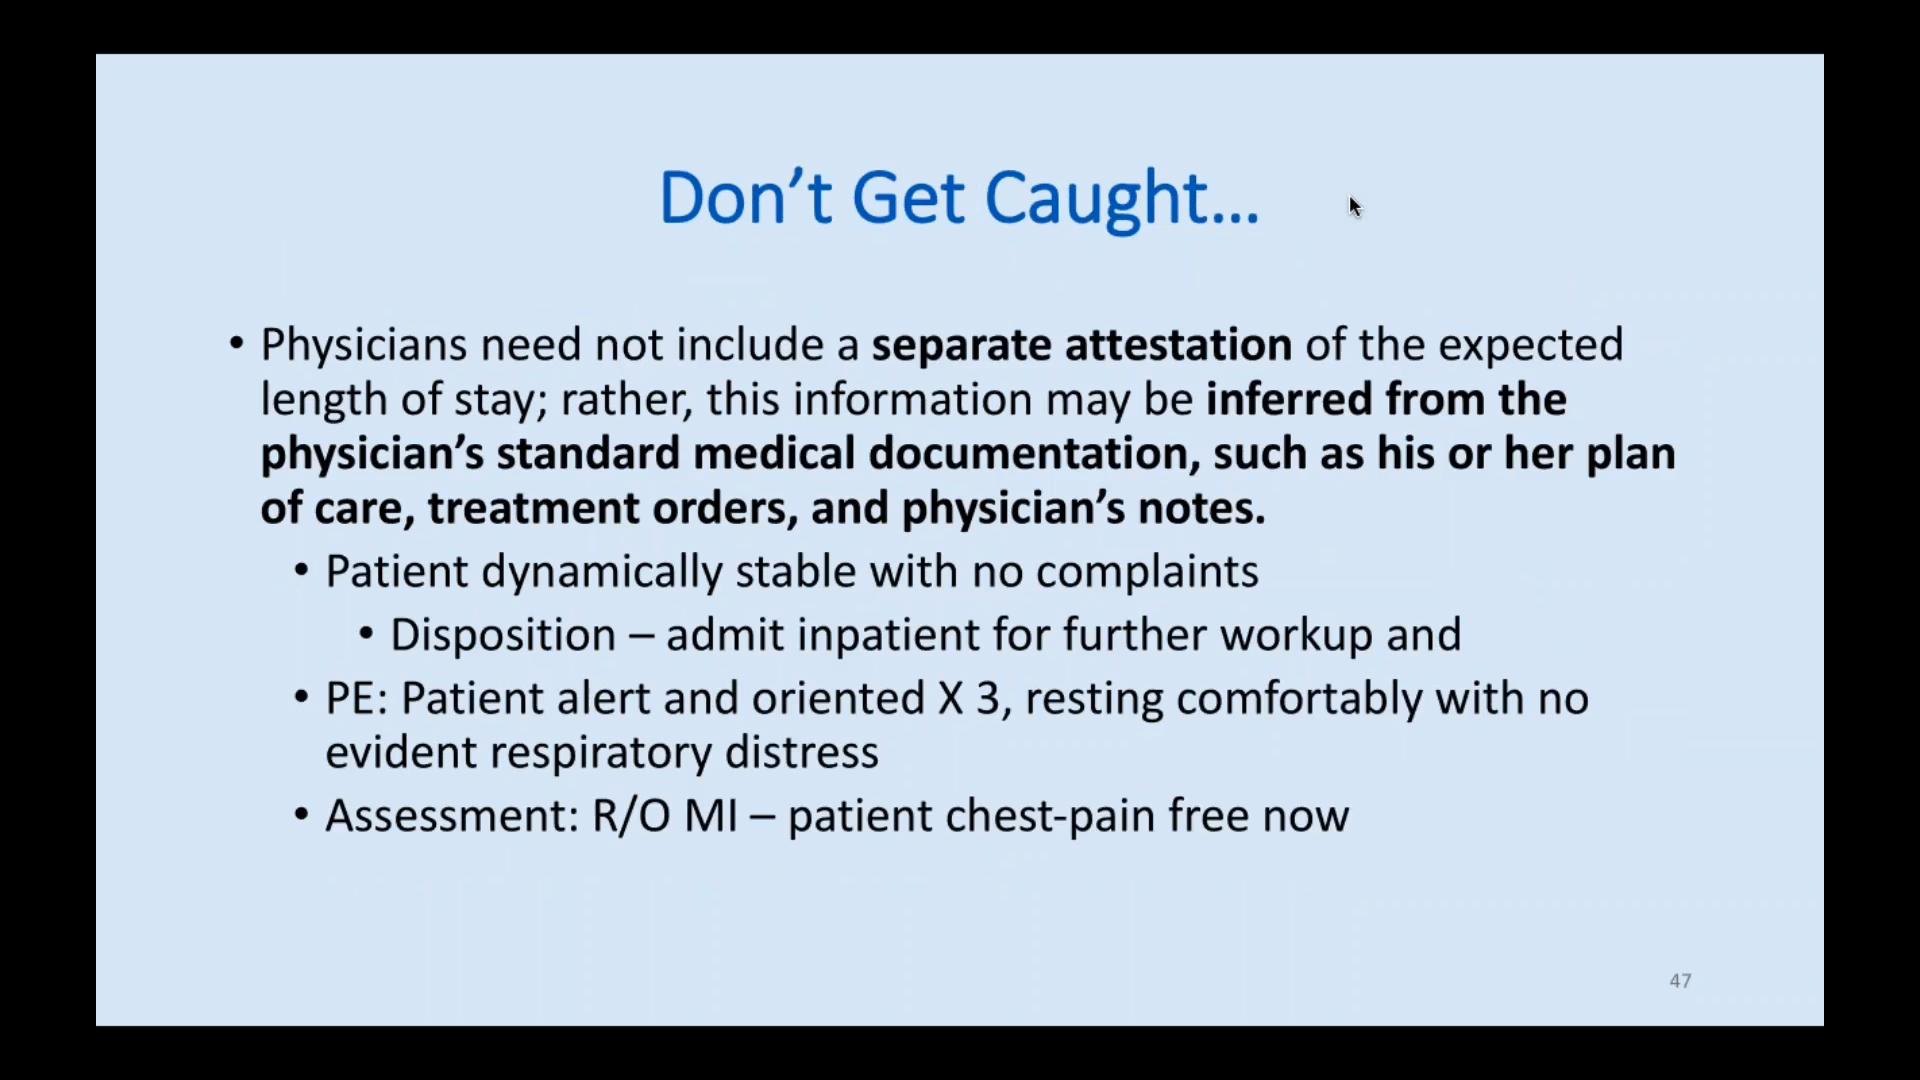 Don’t Get Caught...
• Physicians need not include a separate attestation of the expected
length of stay; rather, this information may be inferred from the
physician’s standard medical documentation, such as his or her plan
of care, treatment orders, and physician’s notes.
• Patient dynamically stable with no complaints
• Disposition – admit inpatient for further workup and
• PE: Patient alert and oriented X 3, resting comfortably with no
evident respiratory distress
• Assessment: R/O MI – patient chest-pain free now
47